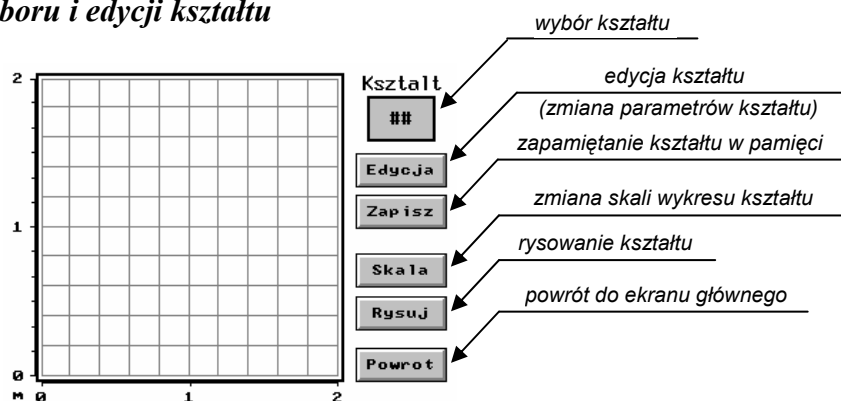 boru i edycji kształtu
wybór kształtu
2
Ksztalt
##
edycja kształtu
(zmiana parametrów kształtu)
zapamiętanie kształtu w pamięci
Edycja
Zapisz
zmiana skali wykresu kształtu
1
rysowanie kształtu
Skala
powrót do ekranu głównego
Rysuj
Powrot
0
m 0 1 2